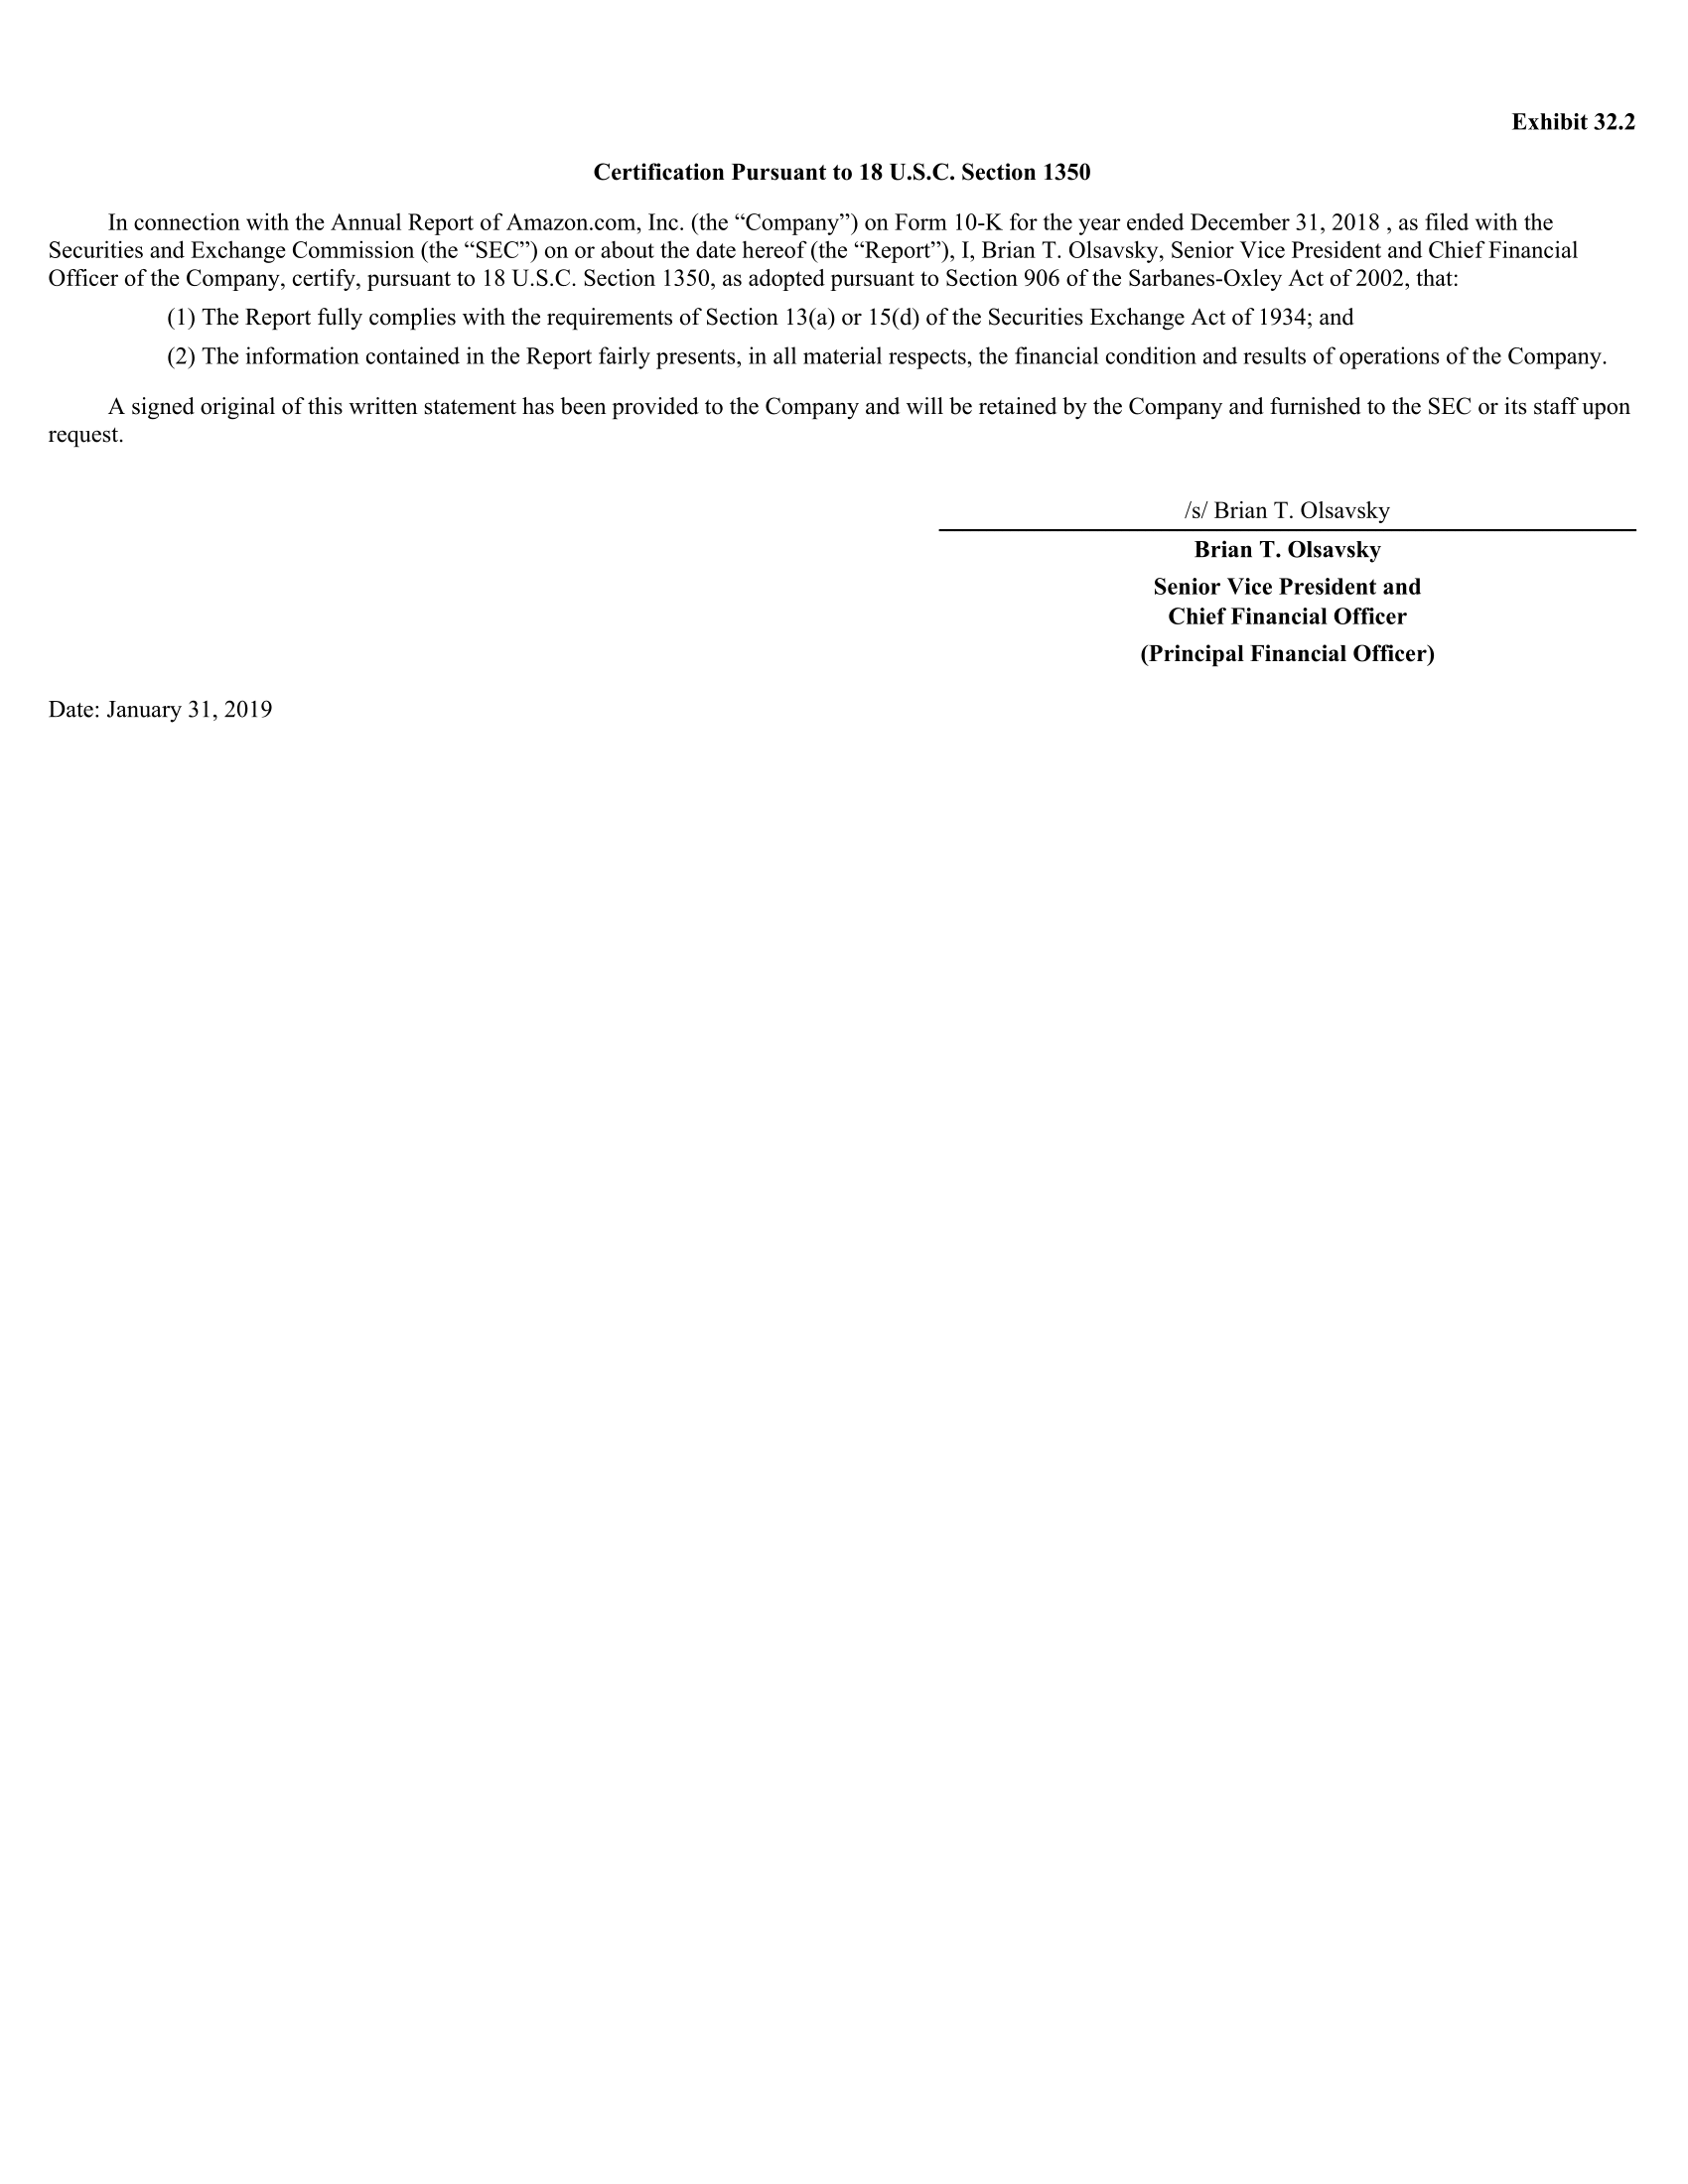 Exhibit 32.2
Certification Pursuant to 18 U.S.C. Section 1350
In connection with the Annual Report of Amazon.com, Inc. (the “Company”) on Form 10-K for the year ended December 31, 2018 , as filed with the
Securities and Exchange Commission (the “SEC”) on or about the date hereof (the “Report”), I, Brian T. Olsavsky, Senior Vice President and Chief Financial
Officer of the Company, certify, pursuant to 18 U.S.C. Section 1350, as adopted pursuant to Section 906 of the Sarbanes-Oxley Act of 2002, that:
(1) The Report fully complies with the requirements of Section 13(a) or 15(d) of the Securities Exchange Act of 1934; and
(2) The information contained in the Report fairly presents, in all material respects, the financial condition and results of operations of the Company.
A signed original of this written statement has been provided to the Company and will be retained by the Company and furnished to the SEC or its staff upon
request.
/s/ Brian T. Olsavsky
Brian T. Olsavsky
Senior Vice President and
Chief Financial Officer
(Principal Financial Officer)
Date: January 31, 2019